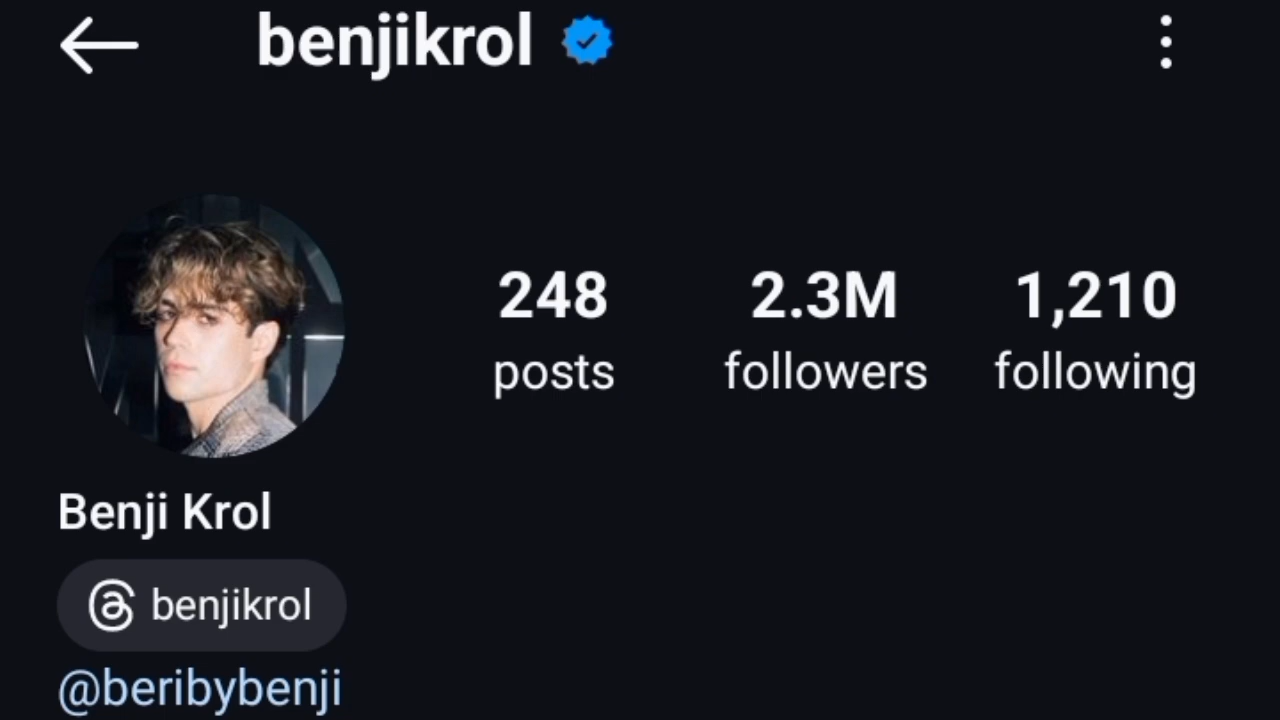 benjikrol
248 2.3M 1,210
posts followers following
Benji Krol
benjikrol
@beribybenji